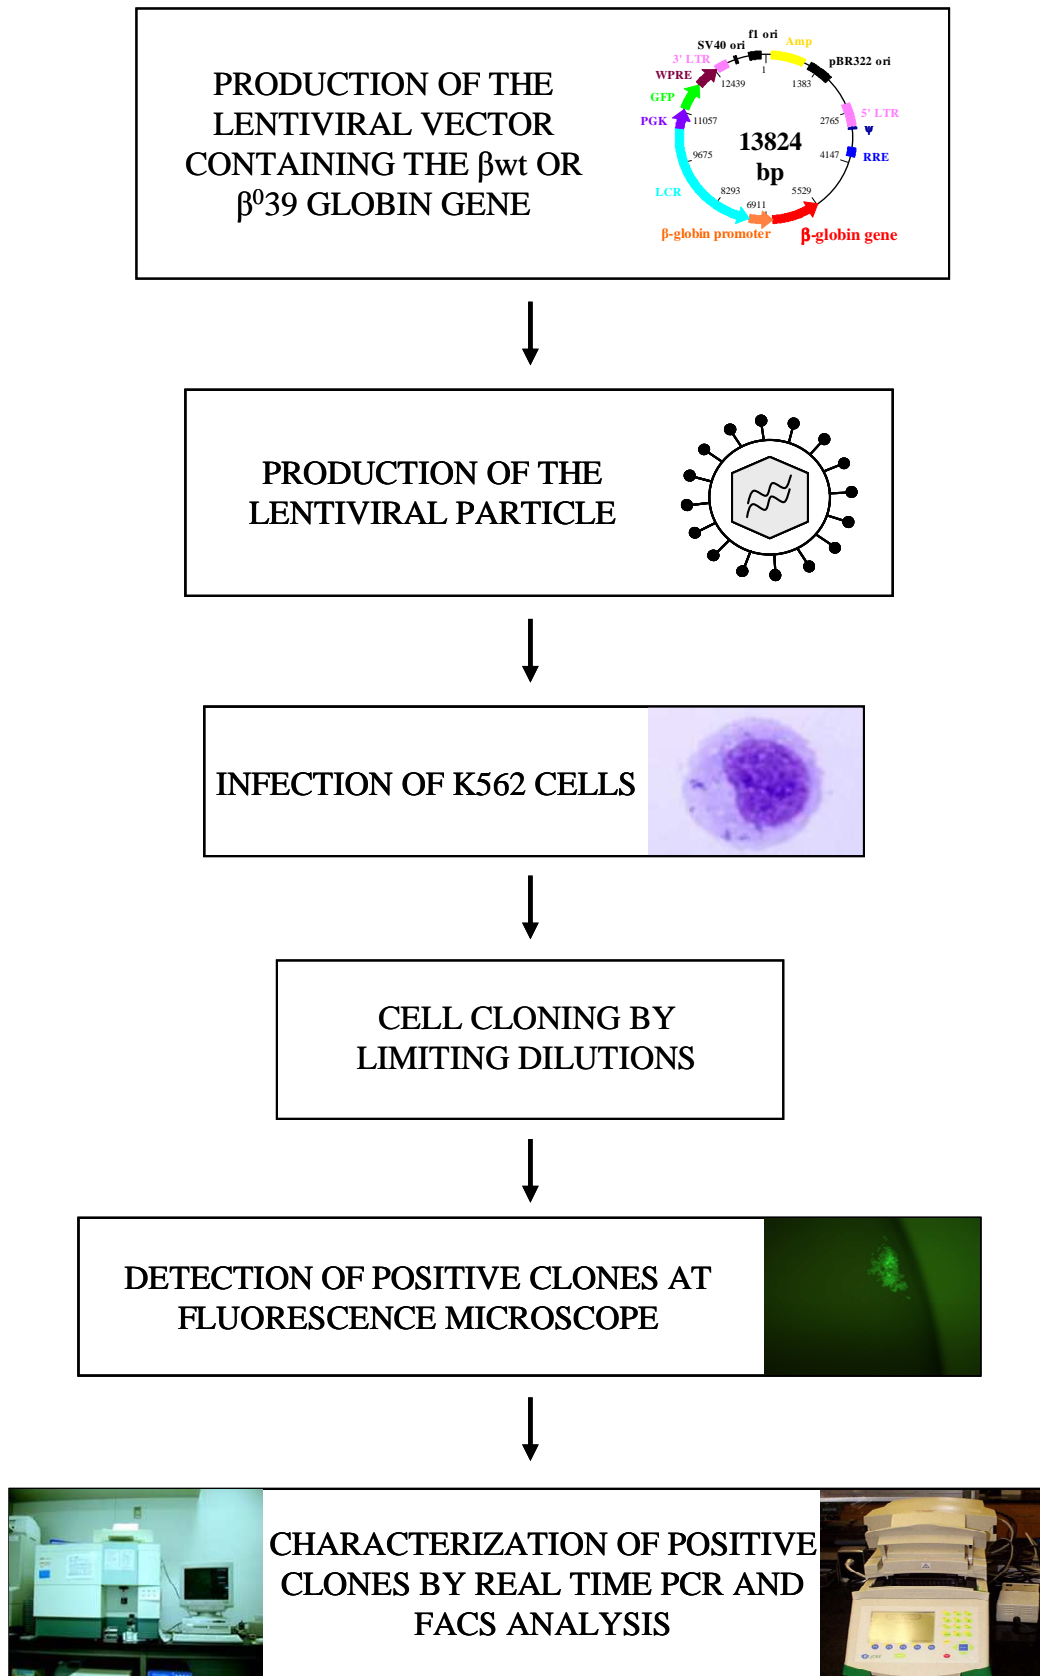 PRODUCTION OF THE
LENTIVIRAL VECTOR
CONTAINING THE βwt OR
β⁰39 GLOBIN GENE
f1 ori
SV40 ori
Amp
3' LTR
pBR322 ori
WPRE
12439
1
1383
GFP
PGK
11057
2765
5' LTR
Ψ
13824
bp
9675
4147
RRE
LCR
8293
6911
5529
β-globin promoter
β-globin gene
PRODUCTION OF THE
LENTIVIRAL PARTICLE
INFECTION OF K562 CELLS
CELL CLONING BY
LIMITING DILUTIONS
DETECTION OF POSITIVE CLONES AT
FLUORESCENCE MICROSCOPE
CHARACTERIZATION OF POSITIVE
CLONES BY REAL TIME PCR AND
FACS ANALYSIS